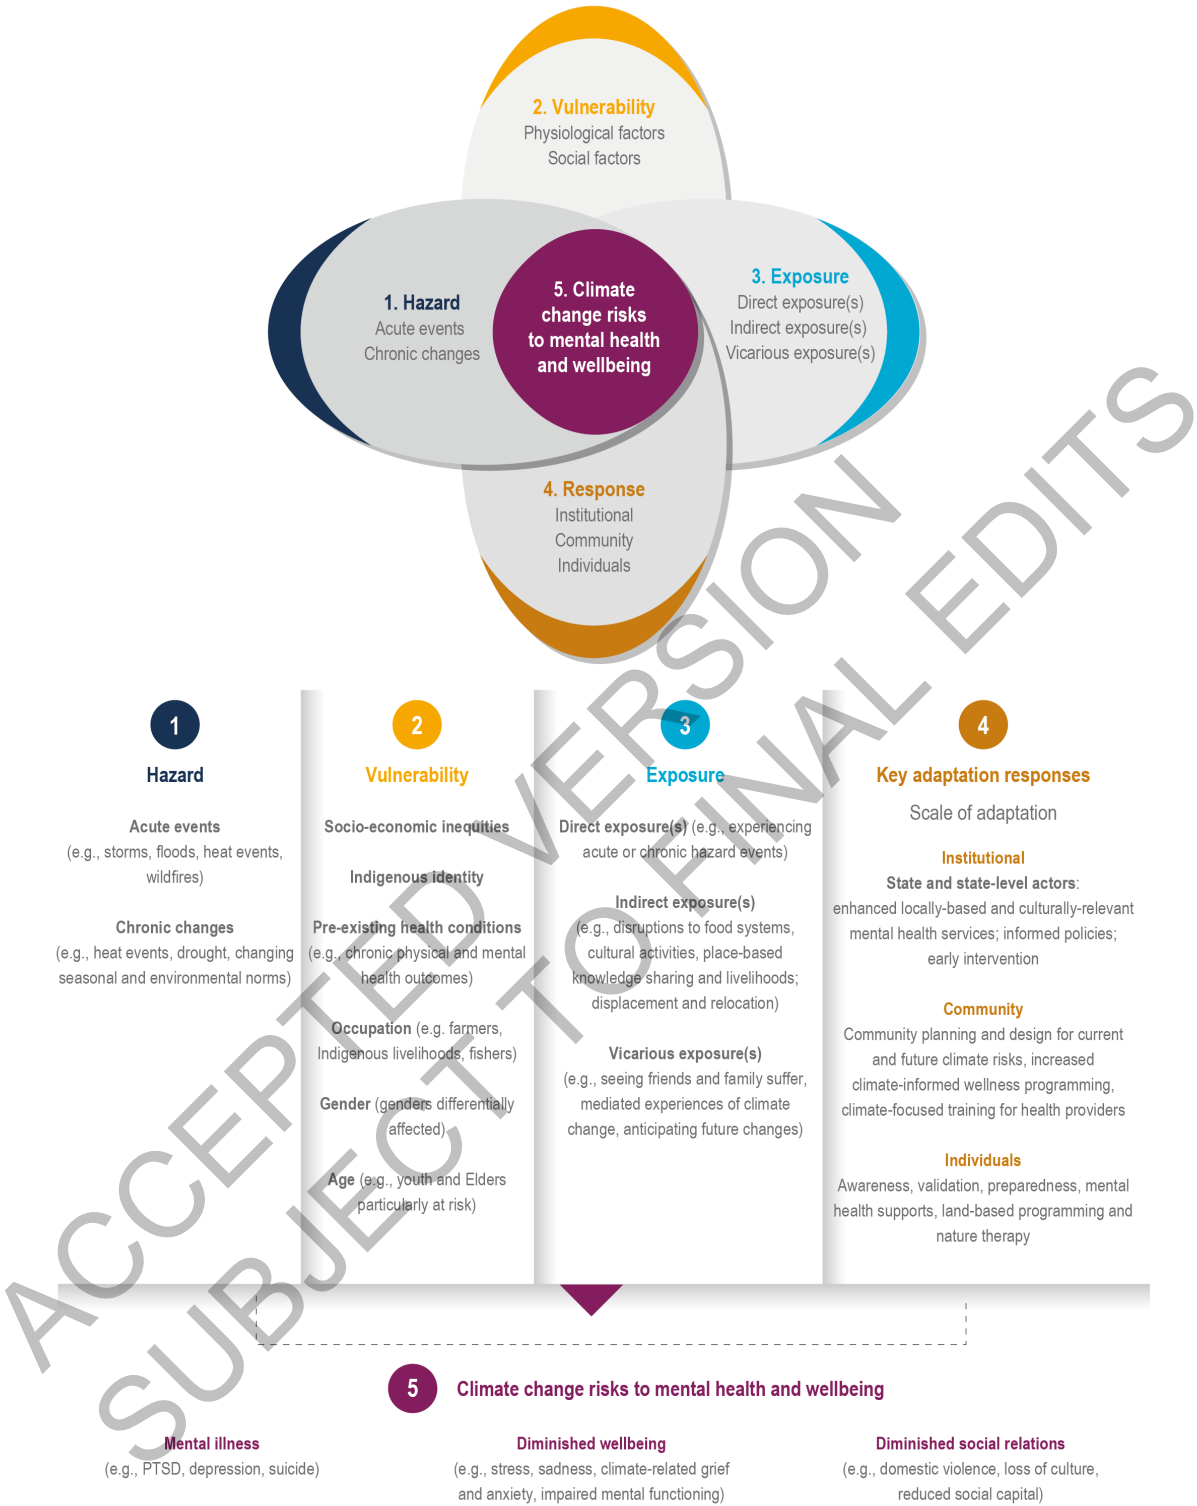 2. Vulnerability
Physiological factors
Social factors
1. Hazard
Acute events
Chronic changes
5. Climate
change risks
to mental health
and wellbeing
3. Exposure
Direct exposure(s)
Indirect exposure(s)
Vicarious exposure(s)
4. Response
Institutional
Community
Individuals
1
Hazard
Acute events
(e.g., storms, floods, heat events,
wildfires)
Chronic changes
(e.g., heat events, drought, changing
seasonal and environmental norms)
2
Vulnerability
Socio-economic inequities
Indigenous identity
Pre-existing health conditions
(e.g., chronic physical and mental
health outcomes)
Occupation (e.g. farmers,
Indigenous livelihoods, fishers)
Gender (genders differentially
affected)
Age (e.g., youth and Elders
particularly at risk)
3
Exposure
Direct exposure(s) (e.g., experiencing
acute or chronic hazard events)
Indirect exposure(s)
(e.g., disruptions to food systems,
cultural activities, place-based
knowledge sharing and livelihoods;
displacement and relocation)
Vicarious exposure(s)
(e.g., seeing friends and family suffer,
mediated experiences of climate
change, anticipating future changes)
4
Key adaptation responses
Scale of adaptation
Institutional
State and state-level actors:
enhanced locally-based and culturally-relevant
mental health services; informed policies;
early intervention
Community
Community planning and design for current
and future climate risks, increased
climate-informed wellness programming,
climate-focused training for health providers
Individuals
Awareness, validation, preparedness, mental
health supports, land-based programming and
nature therapy
5
Climate change risks to mental health and wellbeing
Mental illness
(e.g., PTSD, depression, suicide)
Diminished wellbeing
(e.g., stress, sadness, climate-related grief
and anxiety, impaired mental functioning)
Diminished social relations
(e.g., domestic violence, loss of culture,
reduced social capital)
ACCEPTED VERSION
SUBJECT TO FINAL EDITS